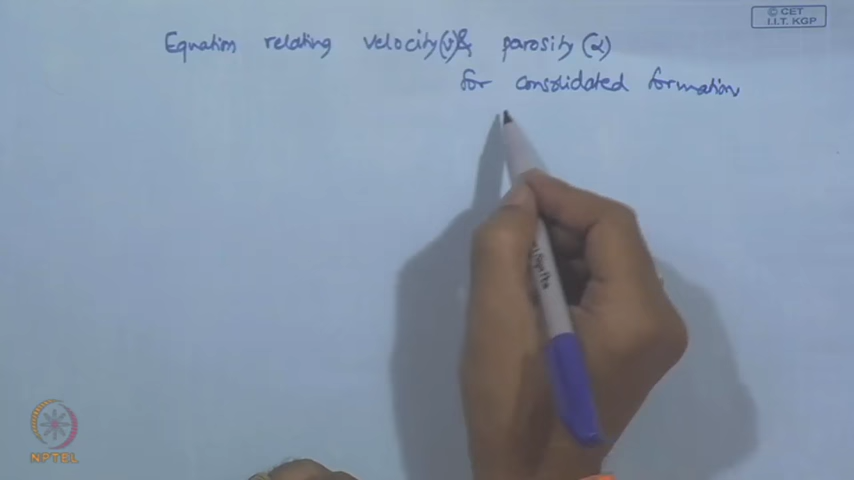 © CET
I.I.T. KGP
Equation relating velocity(v)& porosity (α)
for consolidated formation
NPTEL